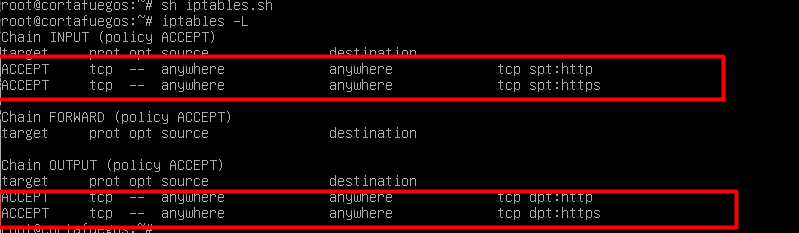 root@cortafuegos:~# sh iptables.sh
root@cortafuegos:~# iptables -L
Chain INPUT (policy ACCEPT)
target     prot opt source               destination
ACCEPT     tcp  --  anywhere             anywhere             tcp spt:http
ACCEPT     tcp  --  anywhere             anywhere             tcp spt:https
Chain FORWARD (policy ACCEPT)
target     prot opt source               destination
Chain OUTPUT (policy ACCEPT)
target     prot opt source               destination
ACCEPT     tcp  --  anywhere             anywhere             tcp dpt:http
ACCEPT     tcp  --  anywhere             anywhere             tcp dpt:https
root@cortafuegos:~#